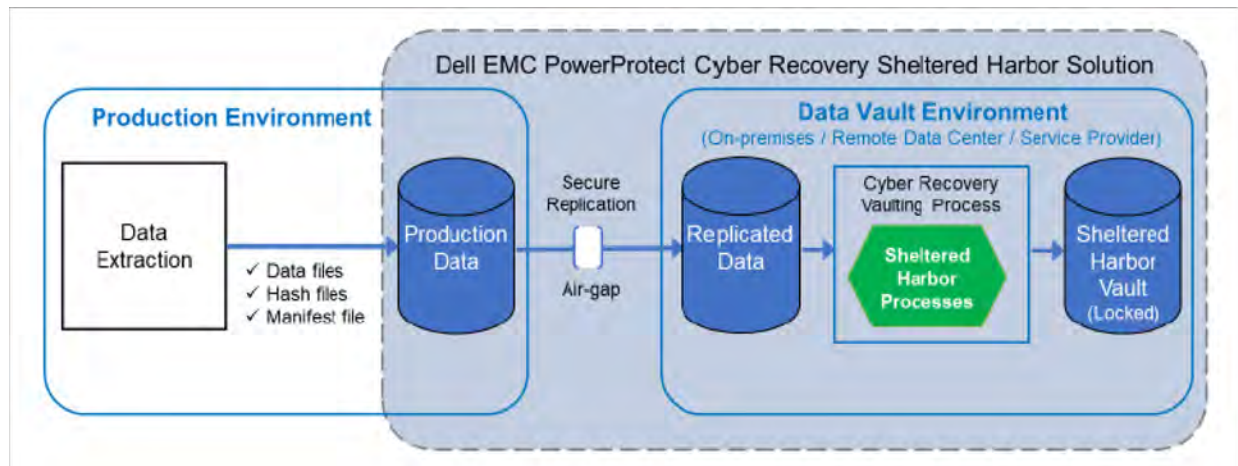 Dell EMC PowerProtect Cyber Recovery Sheltered Harbor Solution
Production Environment
Data Vault Environment
(On-premises / Remote Data Center / Service Provider)
Data
Extraction
✓ Data files
✓ Hash files
✓ Manifest file
Production
Data
Secure
Replication
Air-gap
Replicated
Data
Cyber Recovery
Vaulting Process
Sheltered
Harbor
Processes
Sheltered
Harbor
Vault
(Locked)